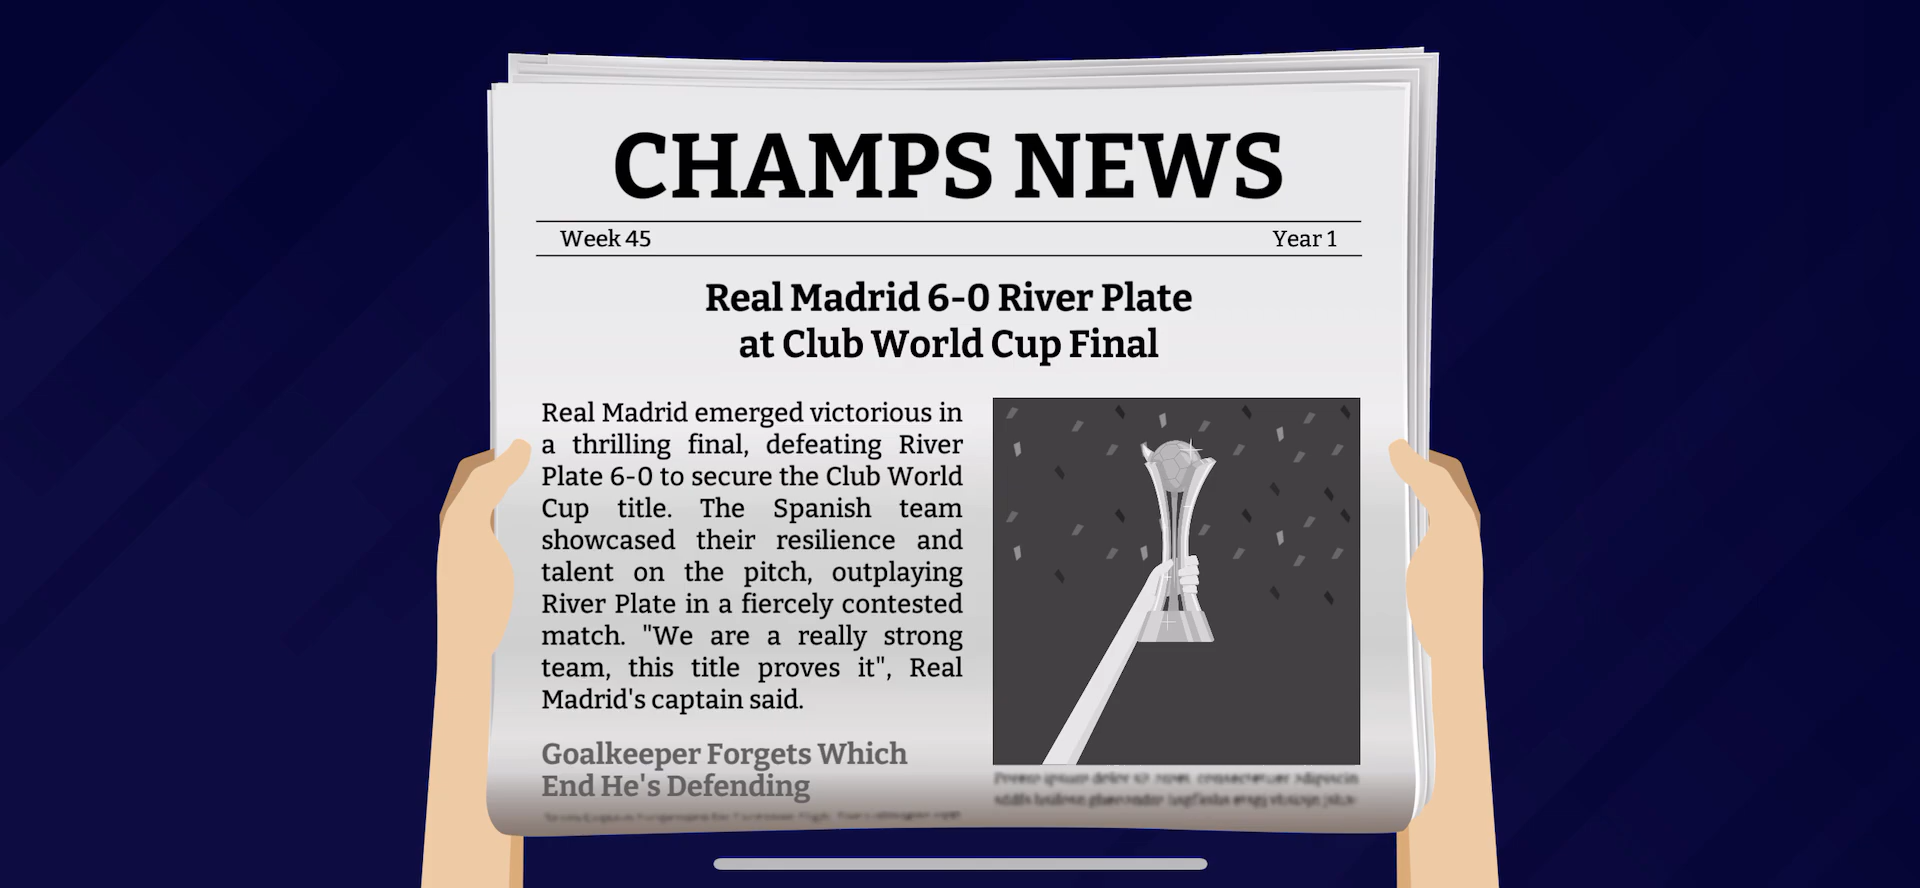 CHAMPS NEWS
Week 45
Year 1
Real Madrid 6-0 River Plate
at Club World Cup Final
Real Madrid emerged victorious in
a thrilling final, defeating River
Plate 6-0 to secure the Club World
Cup title. The Spanish team
showcased their resilience and
talent on the pitch, outplaying
River Plate in a fiercely contested
match. "We are a really strong
team, this title proves it", Real
Madrid's captain said.
Goalkeeper Forgets Which
End He's Defending